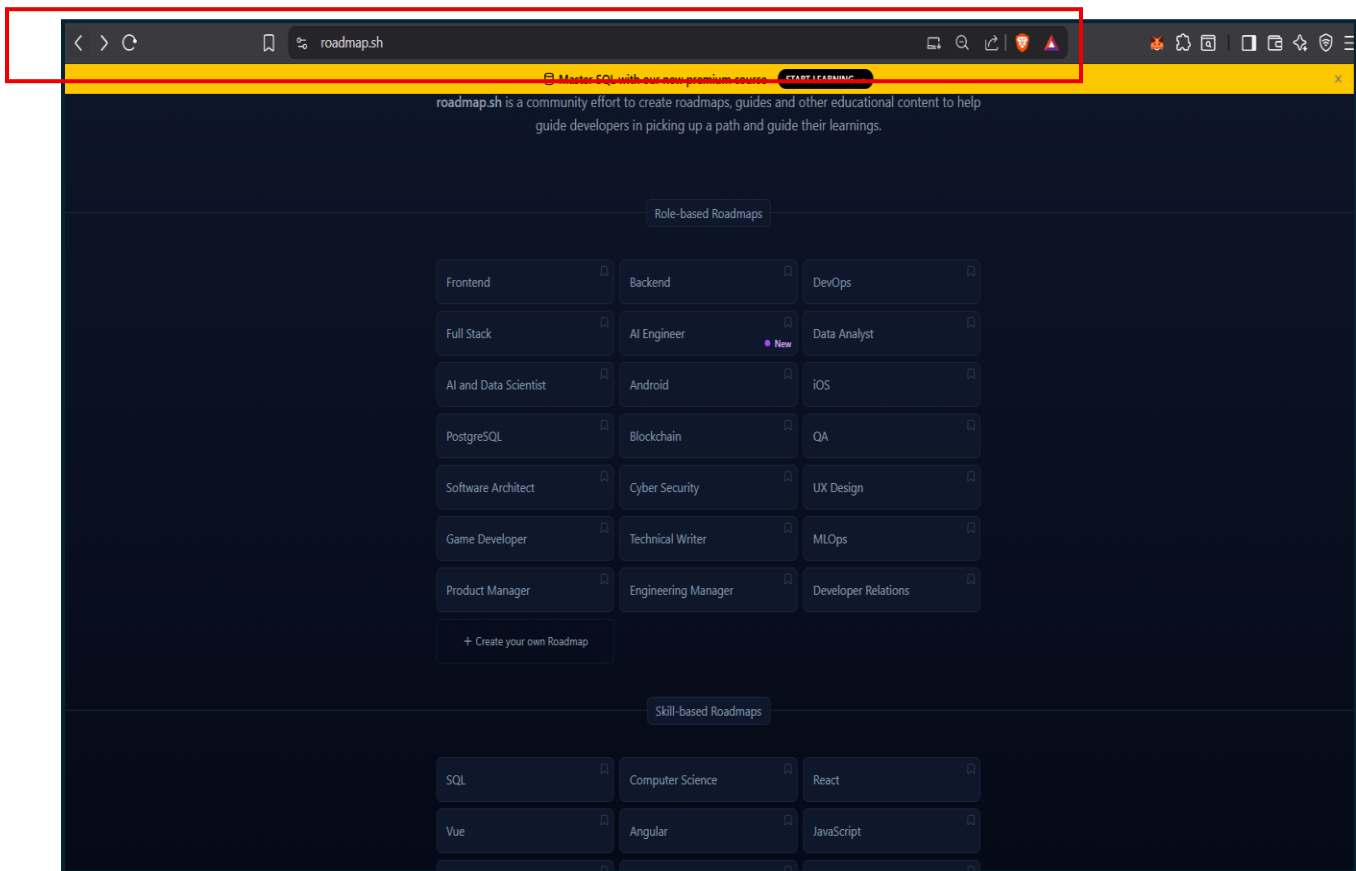 roadmap.sh
Master SQL with our new premium course START LEARNING
roadmap.sh is a community effort to create roadmaps, guides and other educational content to help
guide developers in picking up a path and guide their learnings.
Role-based Roadmaps
Frontend
Backend
DevOps
Full Stack
AI Engineer
New
Data Analyst
AI and Data Scientist
Android
iOS
PostgreSQL
Blockchain
QA
Software Architect
Cyber Security
UX Design
Game Developer
Technical Writer
MLOps
Product Manager
Engineering Manager
Developer Relations
+ Create your own Roadmap
Skill-based Roadmaps
SQL
Computer Science
React
Vue
Angular
JavaScript